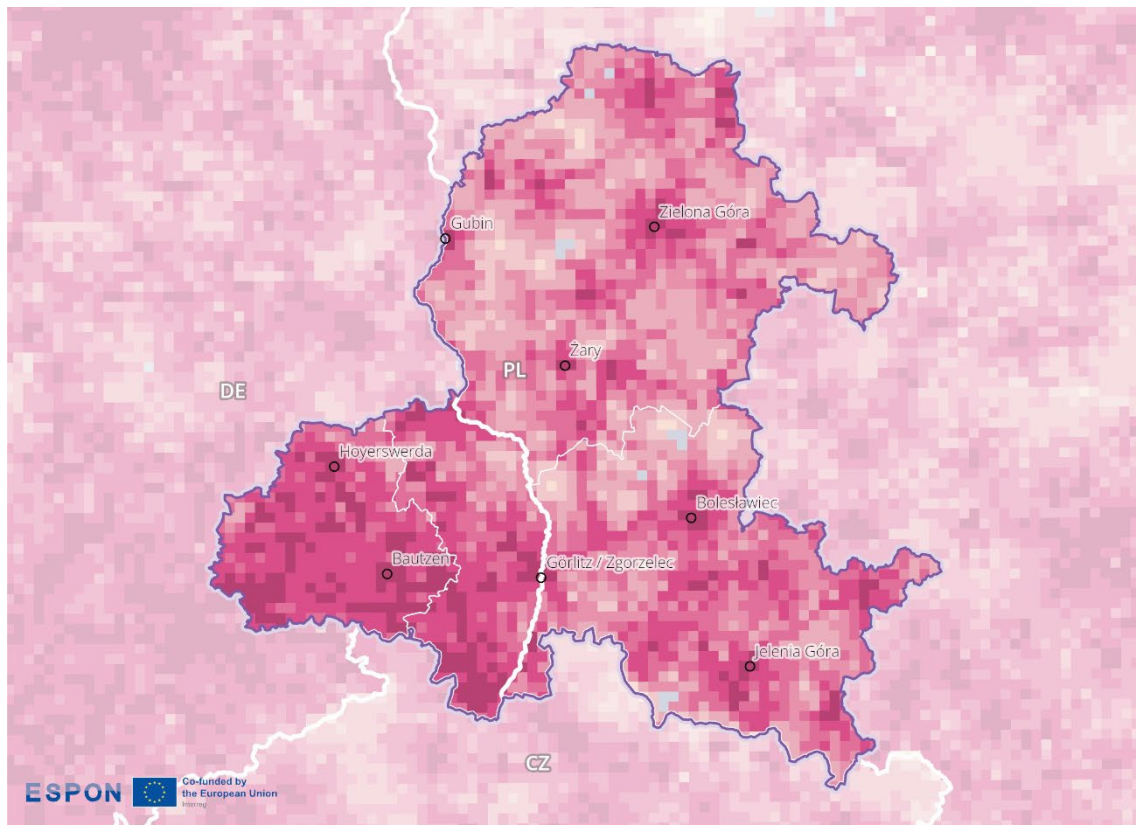 Gubin
Zielona Góra
Żary
PL
DE
Hoyerswerda
Bolesławiec
Bautzen
Görlitz / Zgorzelec
Jelenia Góra
CZ
ESPON
Co-funded by
the European Union
Interreg